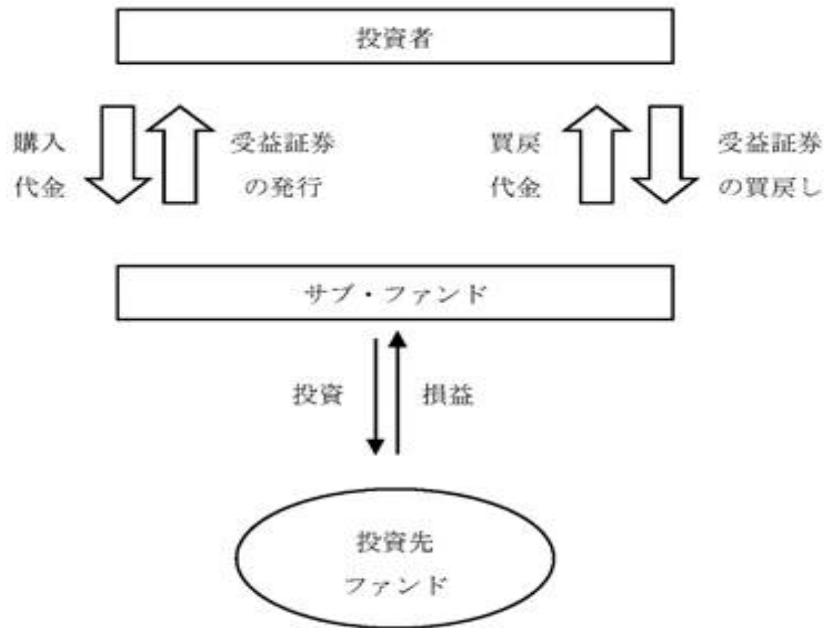 投資者
購入
代金
受益証券
の発行
買戻
代金
受益証券
の買戻し
サブ・ファンド
投資
損益
投資先
ファンド